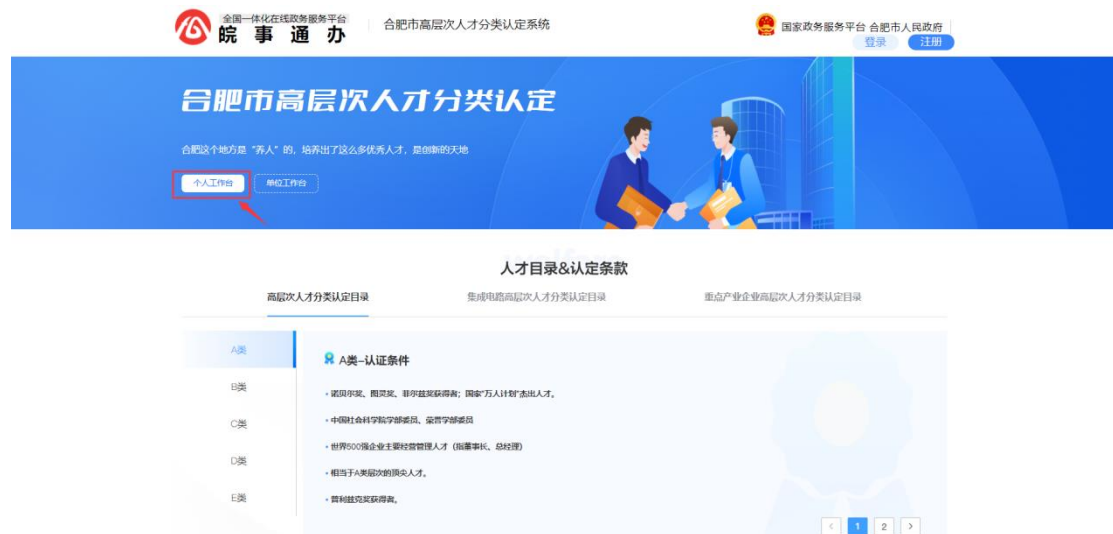 全国一体化在线政务服务平台
皖事通办
合肥市高层次人才分类认定系统
国家政务服务平台 合肥市人民政府
登录 注册
合肥市高层次人才分类认定
合肥这个地方是“养人”的，培养出了这么多优秀人才，是创新的天地
个人工作台 单位工作台
人才目录&认定条款
高层次人才分类认定目录 集成电路高层次人才分类认定目录 重点产业企业高层次人才分类认定目录
A类
B类
C类
D类
E类
A类-认证条件
诺贝尔奖、图灵奖、菲尔兹奖获得者；国家“万人计划”杰出人才。
中国社会科学院学部委员、荣誉学部委员
世界500强企业主要经营管理人才（指董事长、总经理）
相当于A类层次的顶尖人才。
普利兹克奖获得者。
< 1 2 >